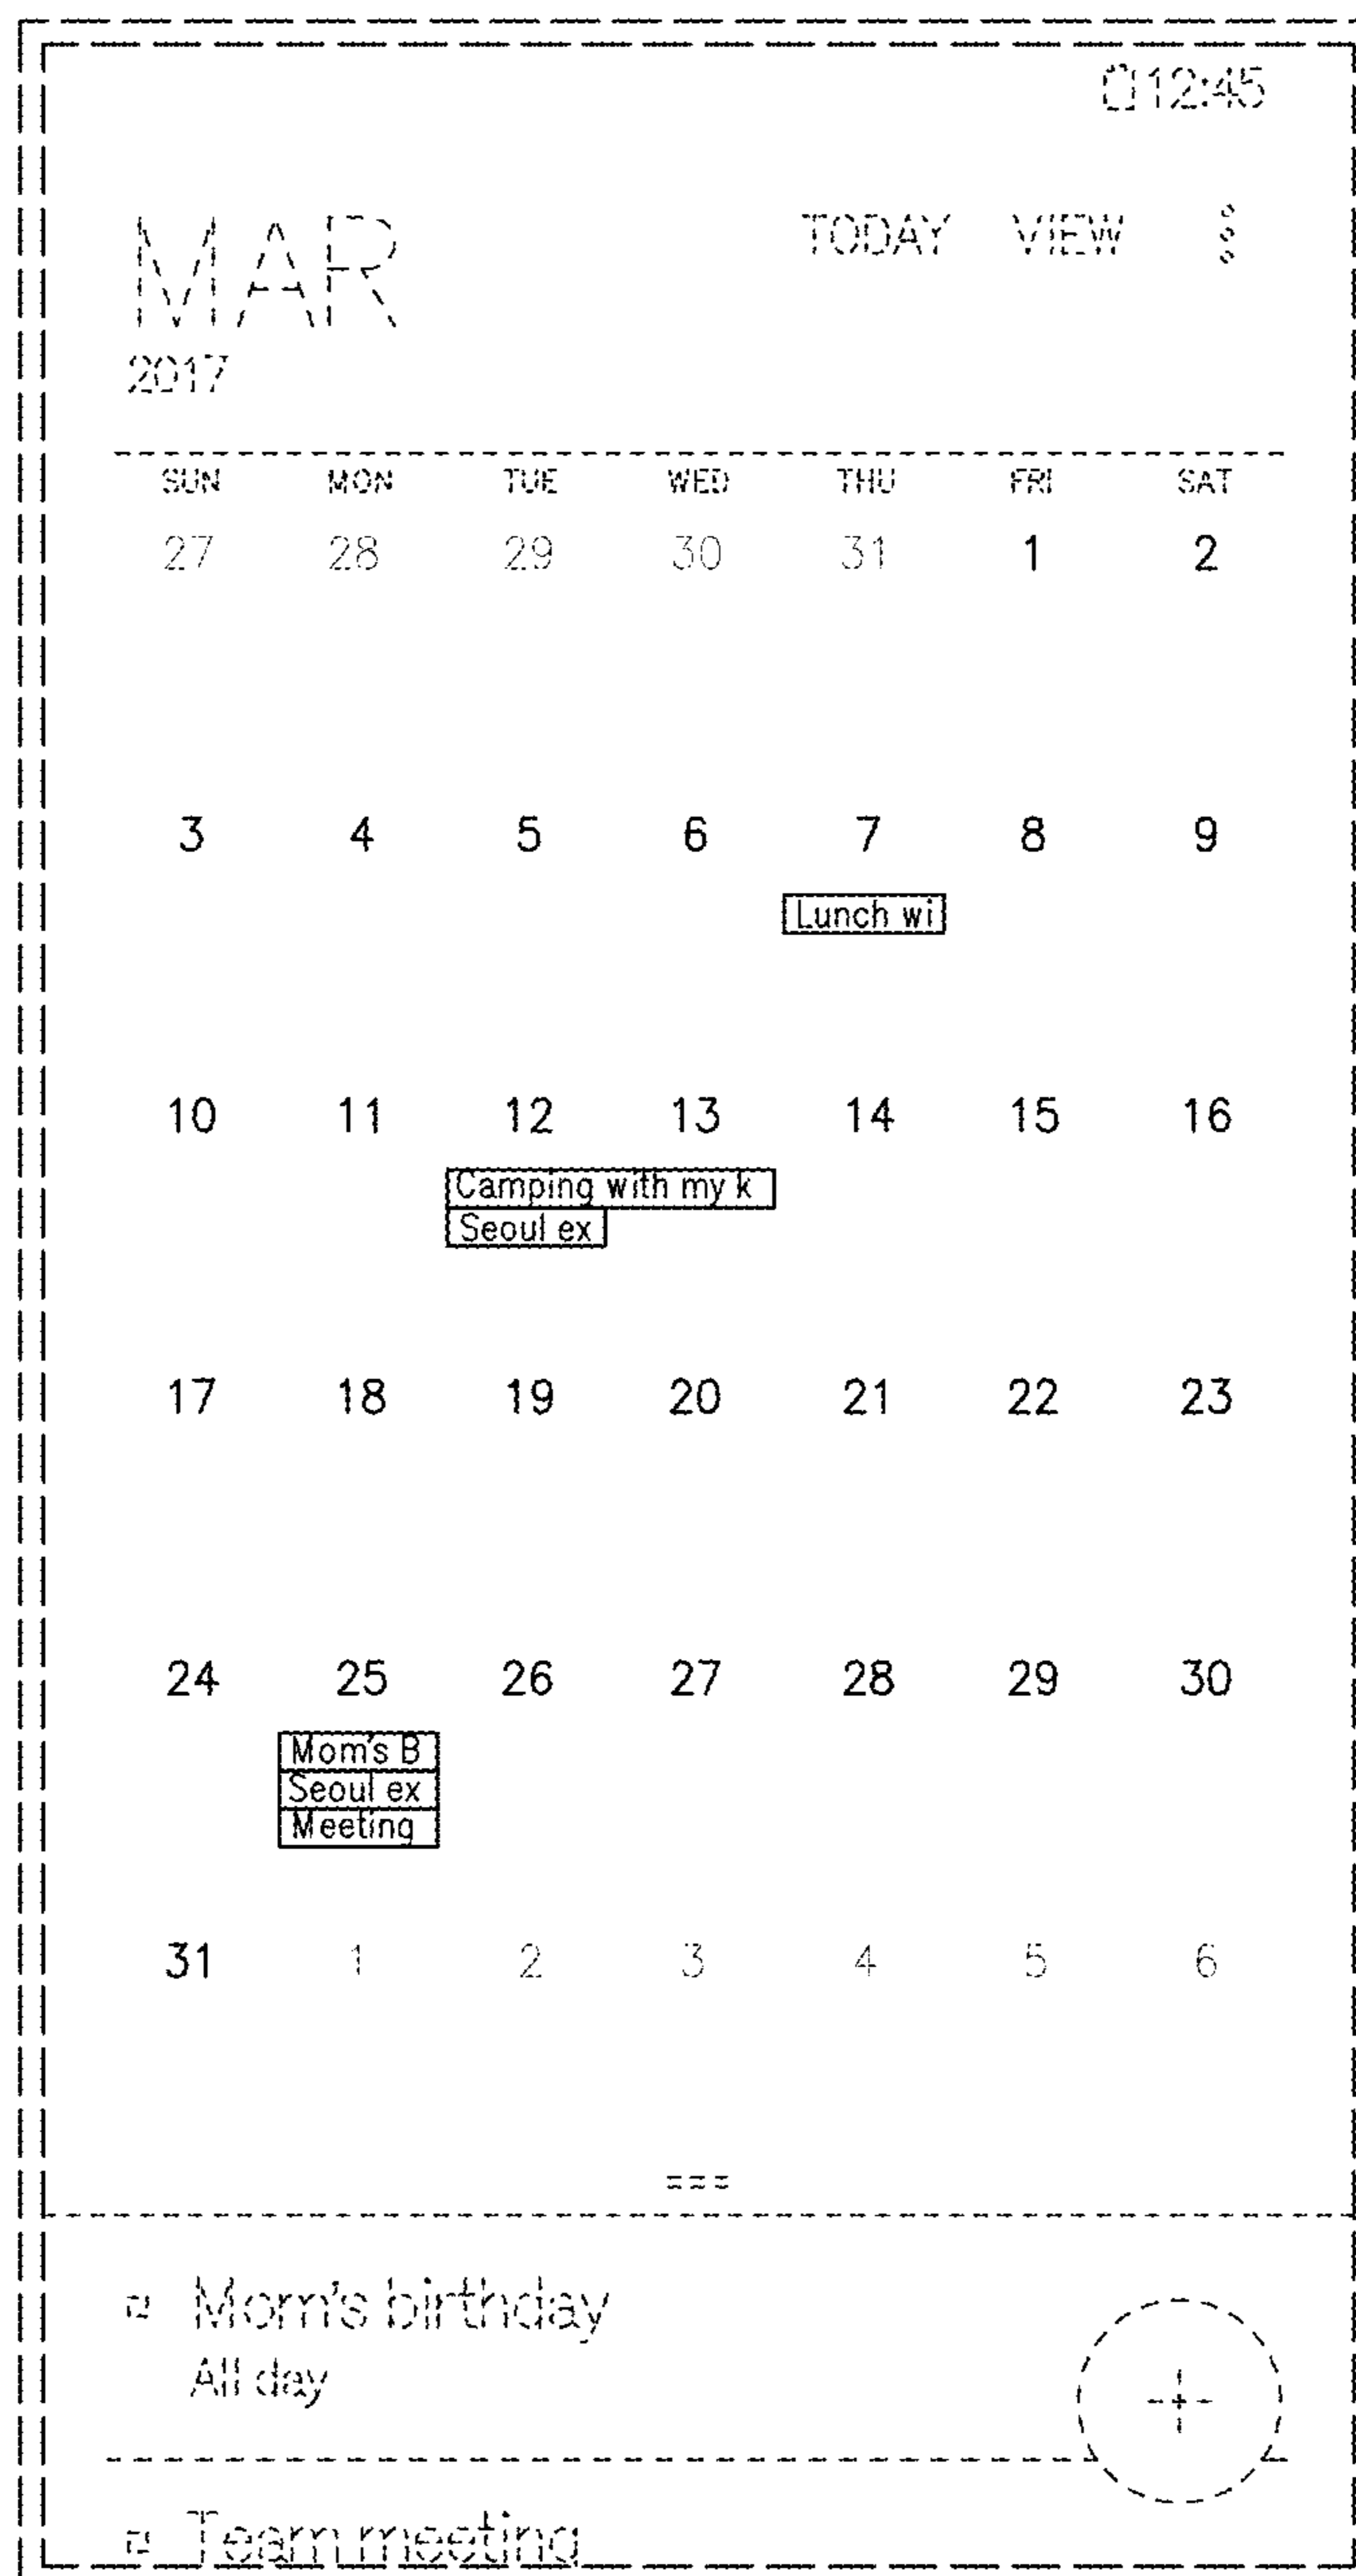 12:45
MAR TODAY VIEW
2017
SUN MON TUE WED THU FRI SAT
27 28 29 30 31 1 2
3 4 5 6 7 8 9
Lunch wi
10 11 12 13 14 15 16
Camping with my k
Seoul ex
17 18 19 20 21 22 23
24 25 26 27 28 29 30
Mom's B
Seoul ex
Meeting
31 1 2 3 4 5 6
Mom's birthday
All day
Team meeting